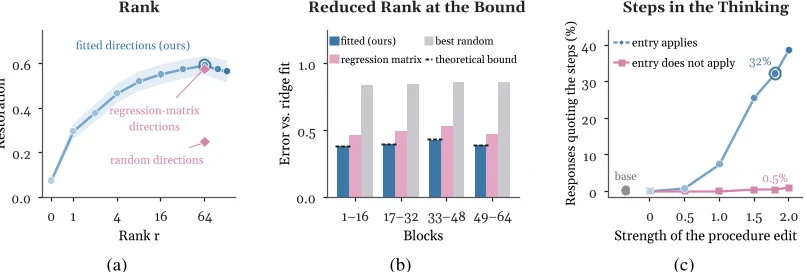 Rank
fitted directions (ours)
regression-matrix
directions
random directions
0.6
0.4
0.2
0.0
0 1 4 16 64
Rank r
(a)
Reduced Rank at the Bound
fitted (ours)
best random
regression matrix
theoretical bound
Error vs. ridge fit
1.0
0.5
0.0
1–16 17–32 33–48 49–64
Blocks
(b)
Steps in the Thinking
Responses quoting the steps (%)
entry applies
entry does not apply
32%
0.5%
base
40
30
20
10
0
0 0.5 1.0 1.5 2.0
Strength of the procedure edit
(c)